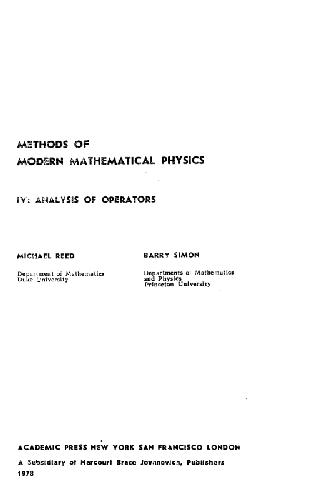 METHODS OF
MODERN MATHEMATICAL PHYSICS
IV: ANALYSIS OF OPERATORS
MICHAEL REED
BARRY SIMON
Department of Mathematics
Duke University
Departments of Mathematics
and Physics
Princeton University
ACADEMIC PRESS NEW YORK SAN FRANCISCO LONDON
A Subsidiary of Harcourt Brace Jovanovich, Publishers
1978